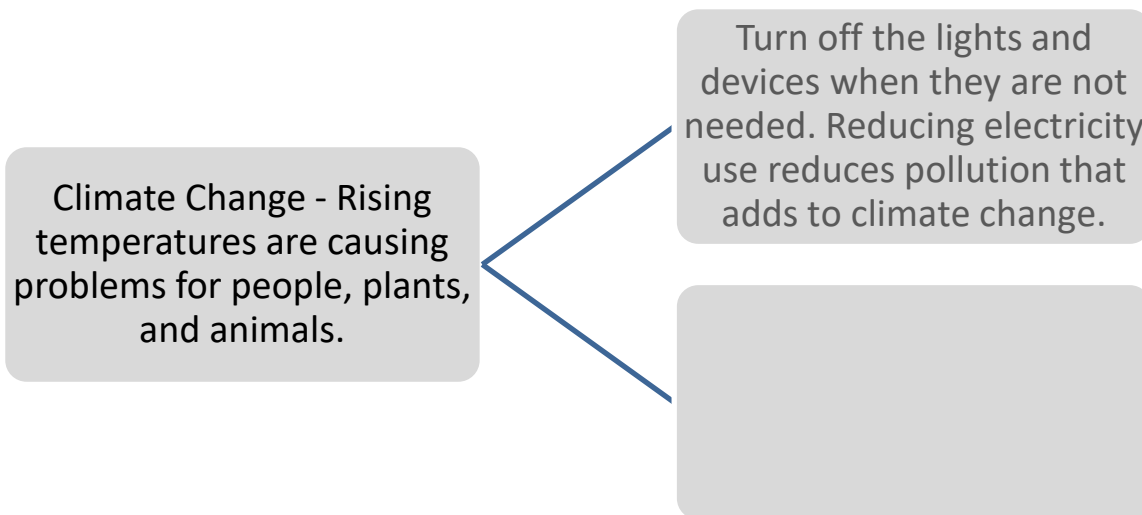 Climate Change - Rising
temperatures are causing
problems for people, plants,
and animals.
Turn off the lights and
devices when they are not
needed. Reducing electricity
use reduces pollution that
adds to climate change.